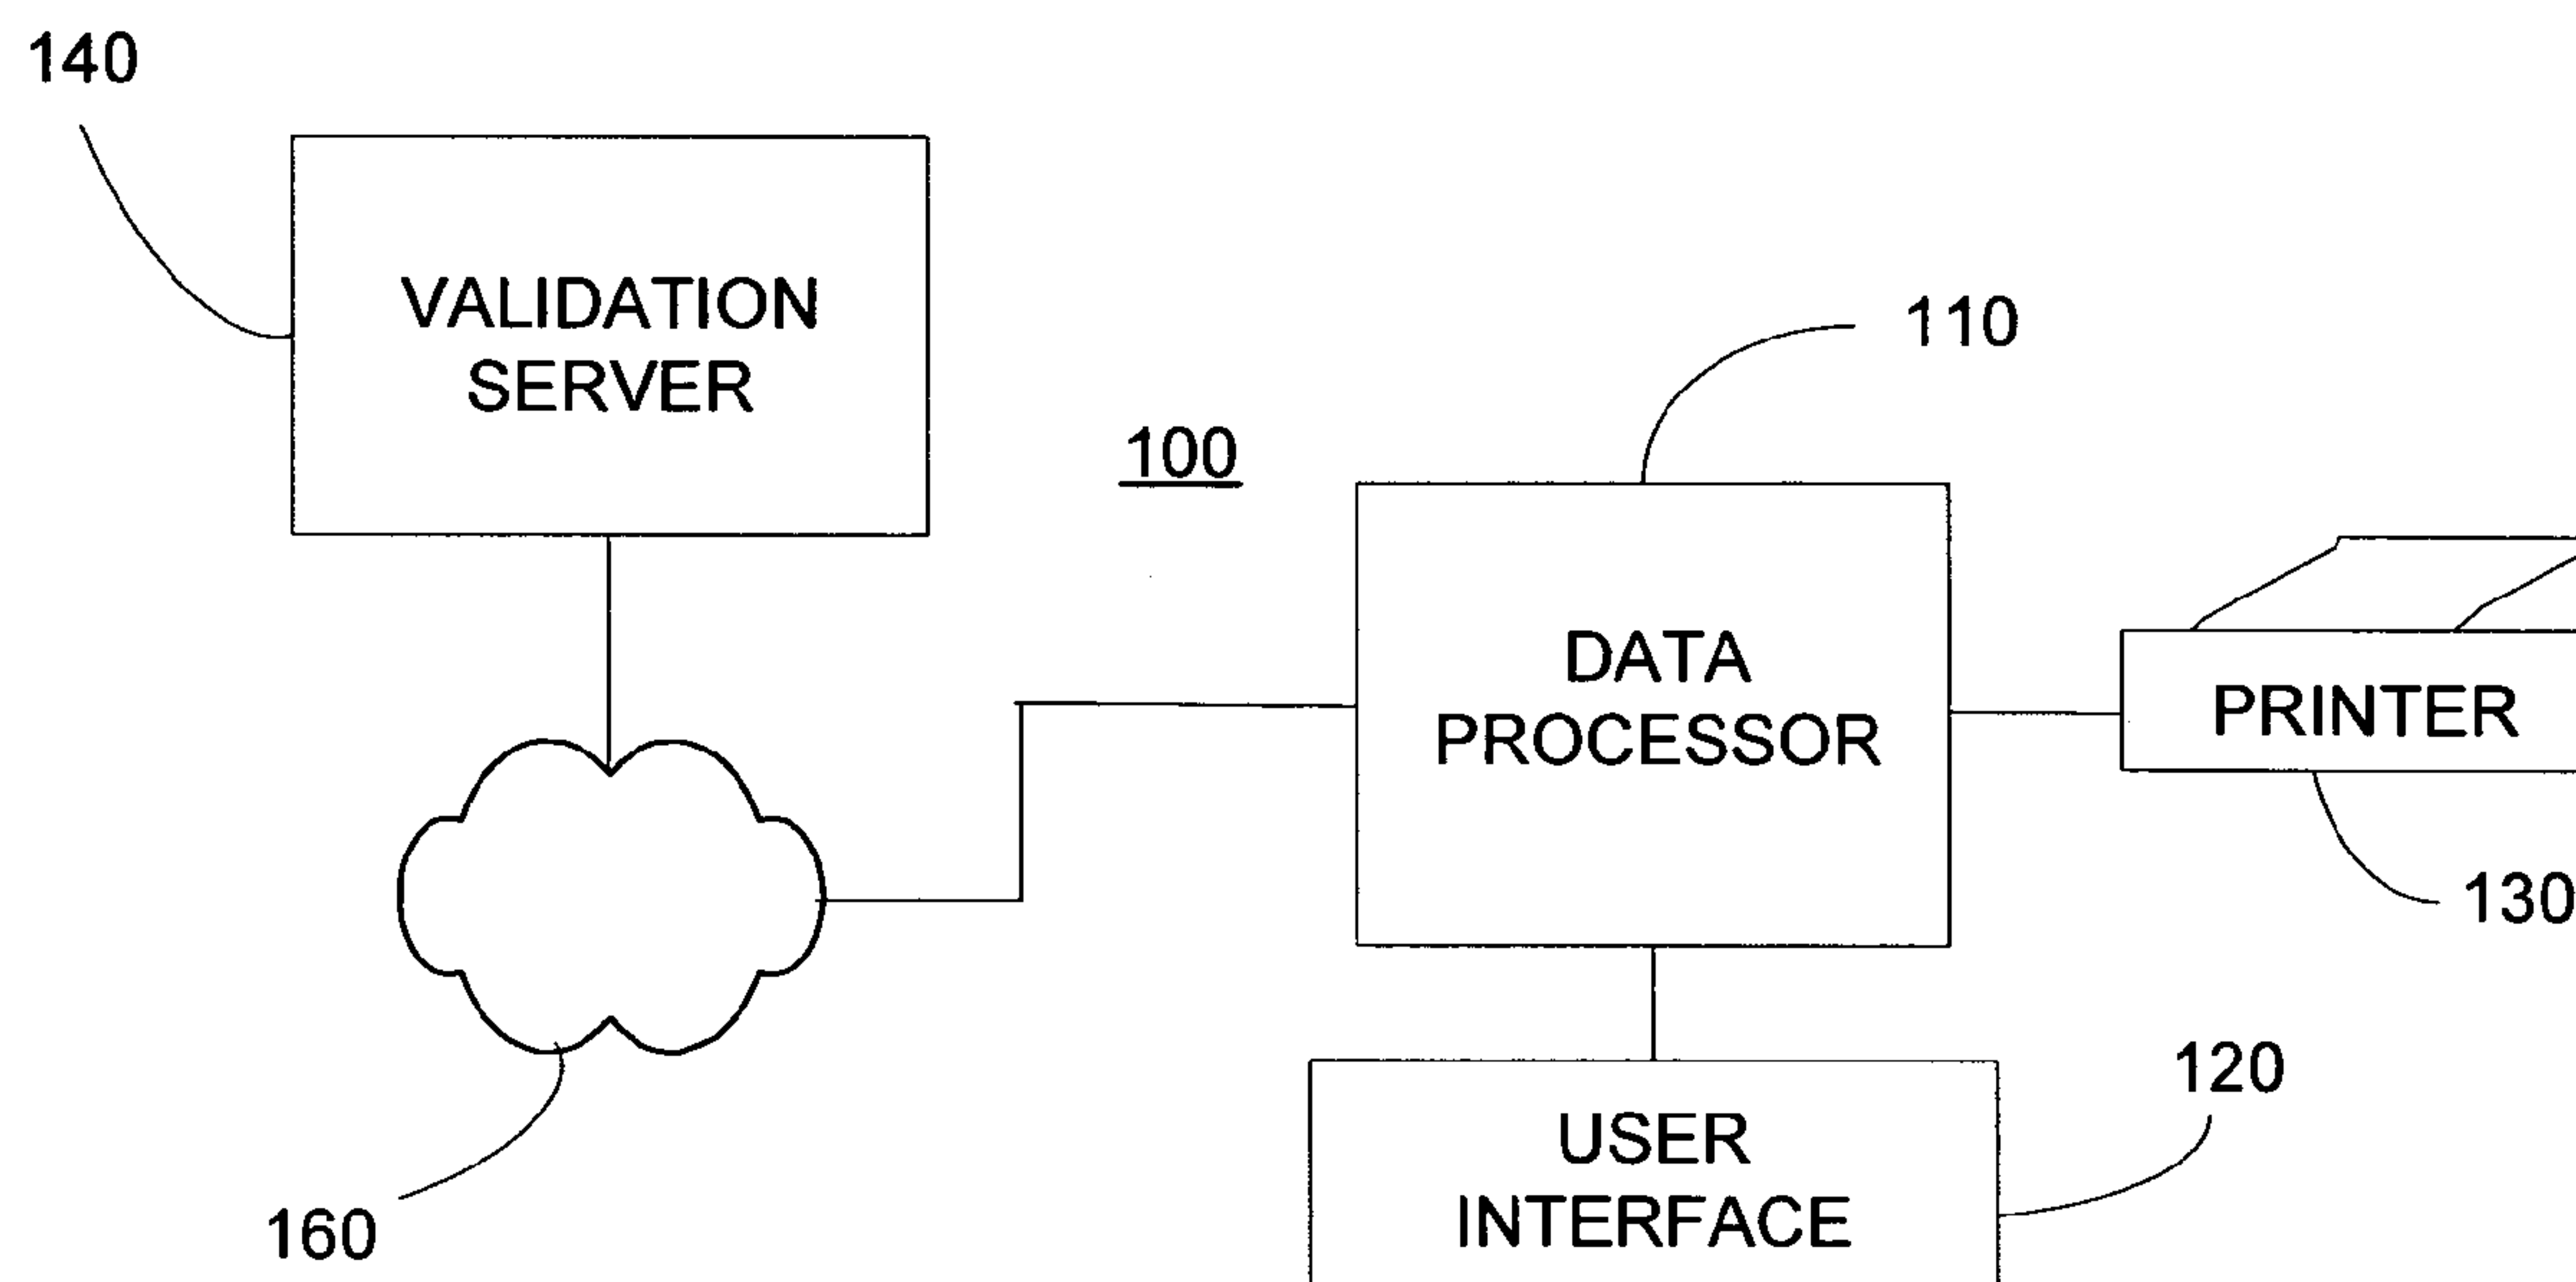 140
VALIDATION
SERVER
110
100
DATA
PROCESSOR
PRINTER
130
120
USER
INTERFACE
160